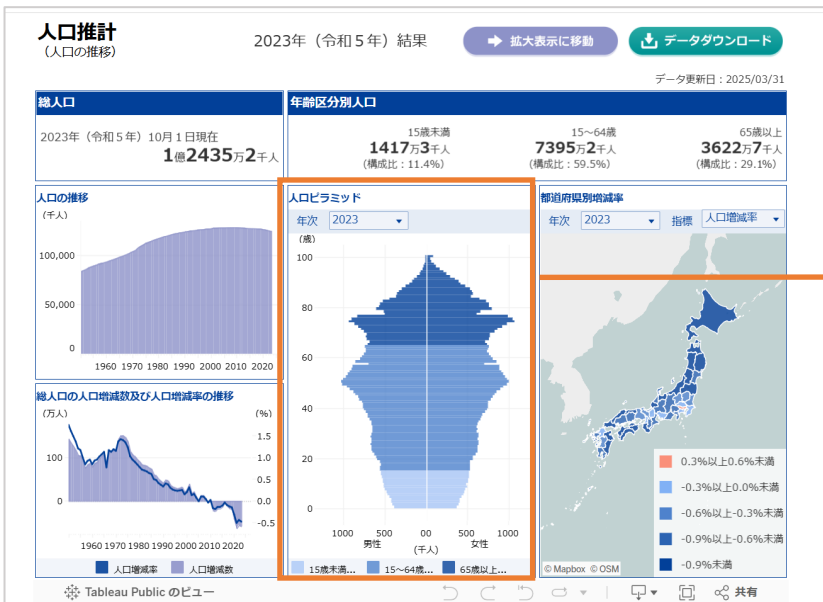 人口推計
（人口の推移）
2023年（令和５年）結果
拡大表示に移動
データダウンロード
データ更新日：2025/03/31
総人口
2023年（令和５年）10月１日現在
1億2435万2千人
年齢区分別人口
15歳未満
1417万3千人
（構成比：11.4%）
15～64歳
7395万2千人
（構成比：59.5%）
65歳以上
3622万7千人
（構成比：29.1%）
人口の推移
（千人）
100,000
50,000
0
1960 1970 1980 1990 2000 2010 2020
総人口の人口増減数及び人口増減率の推移
（万人）
(%)
100
0
1.5
1.0
0.5
0.0
-0.5
1960 1970 1980 1990 2000 2010 2020
人口増減率
人口増減数
人口ピラミッド
年次
2023
（歳）
100
80
60
40
20
0
1000 500 00 500 1000
男性
（千人）
女性
15歳未満...
15～64歳...
65歳以上...
都道府県別増減率
年次
2023
指標
人口増減率
0.3%以上0.6%未満
-0.3%以上0.0%未満
-0.6%以上-0.3%未満
-0.9%以上-0.6%未満
-0.9%未満
© Mapbox © OSM
Tableau Public のビュー
共有